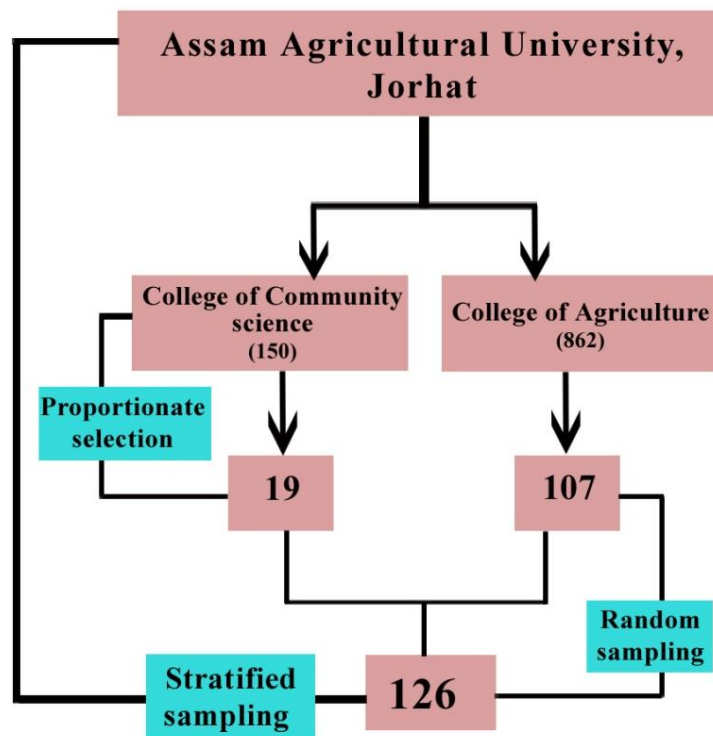 Assam Agricultural University,
Jorhat
College of Community
science
(150)
College of Agriculture
(862)
Proportionate
selection
19
107
Random
sampling
Stratified
sampling
126